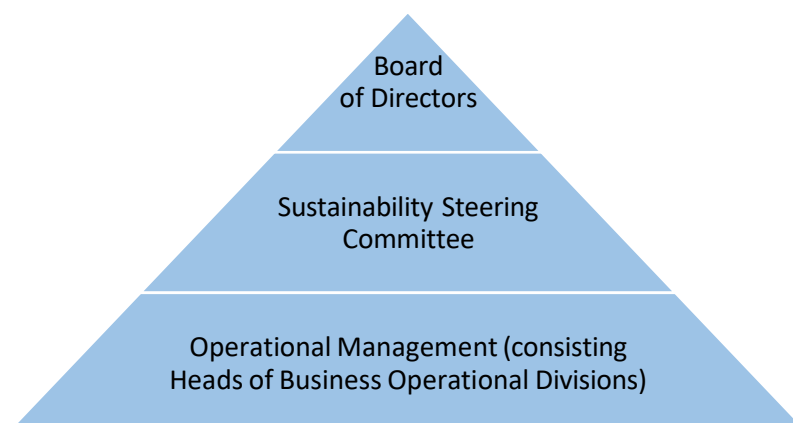 Board
of Directors
Sustainability Steering
Committee
Operational Management (consisting
Heads of Business Operational Divisions)